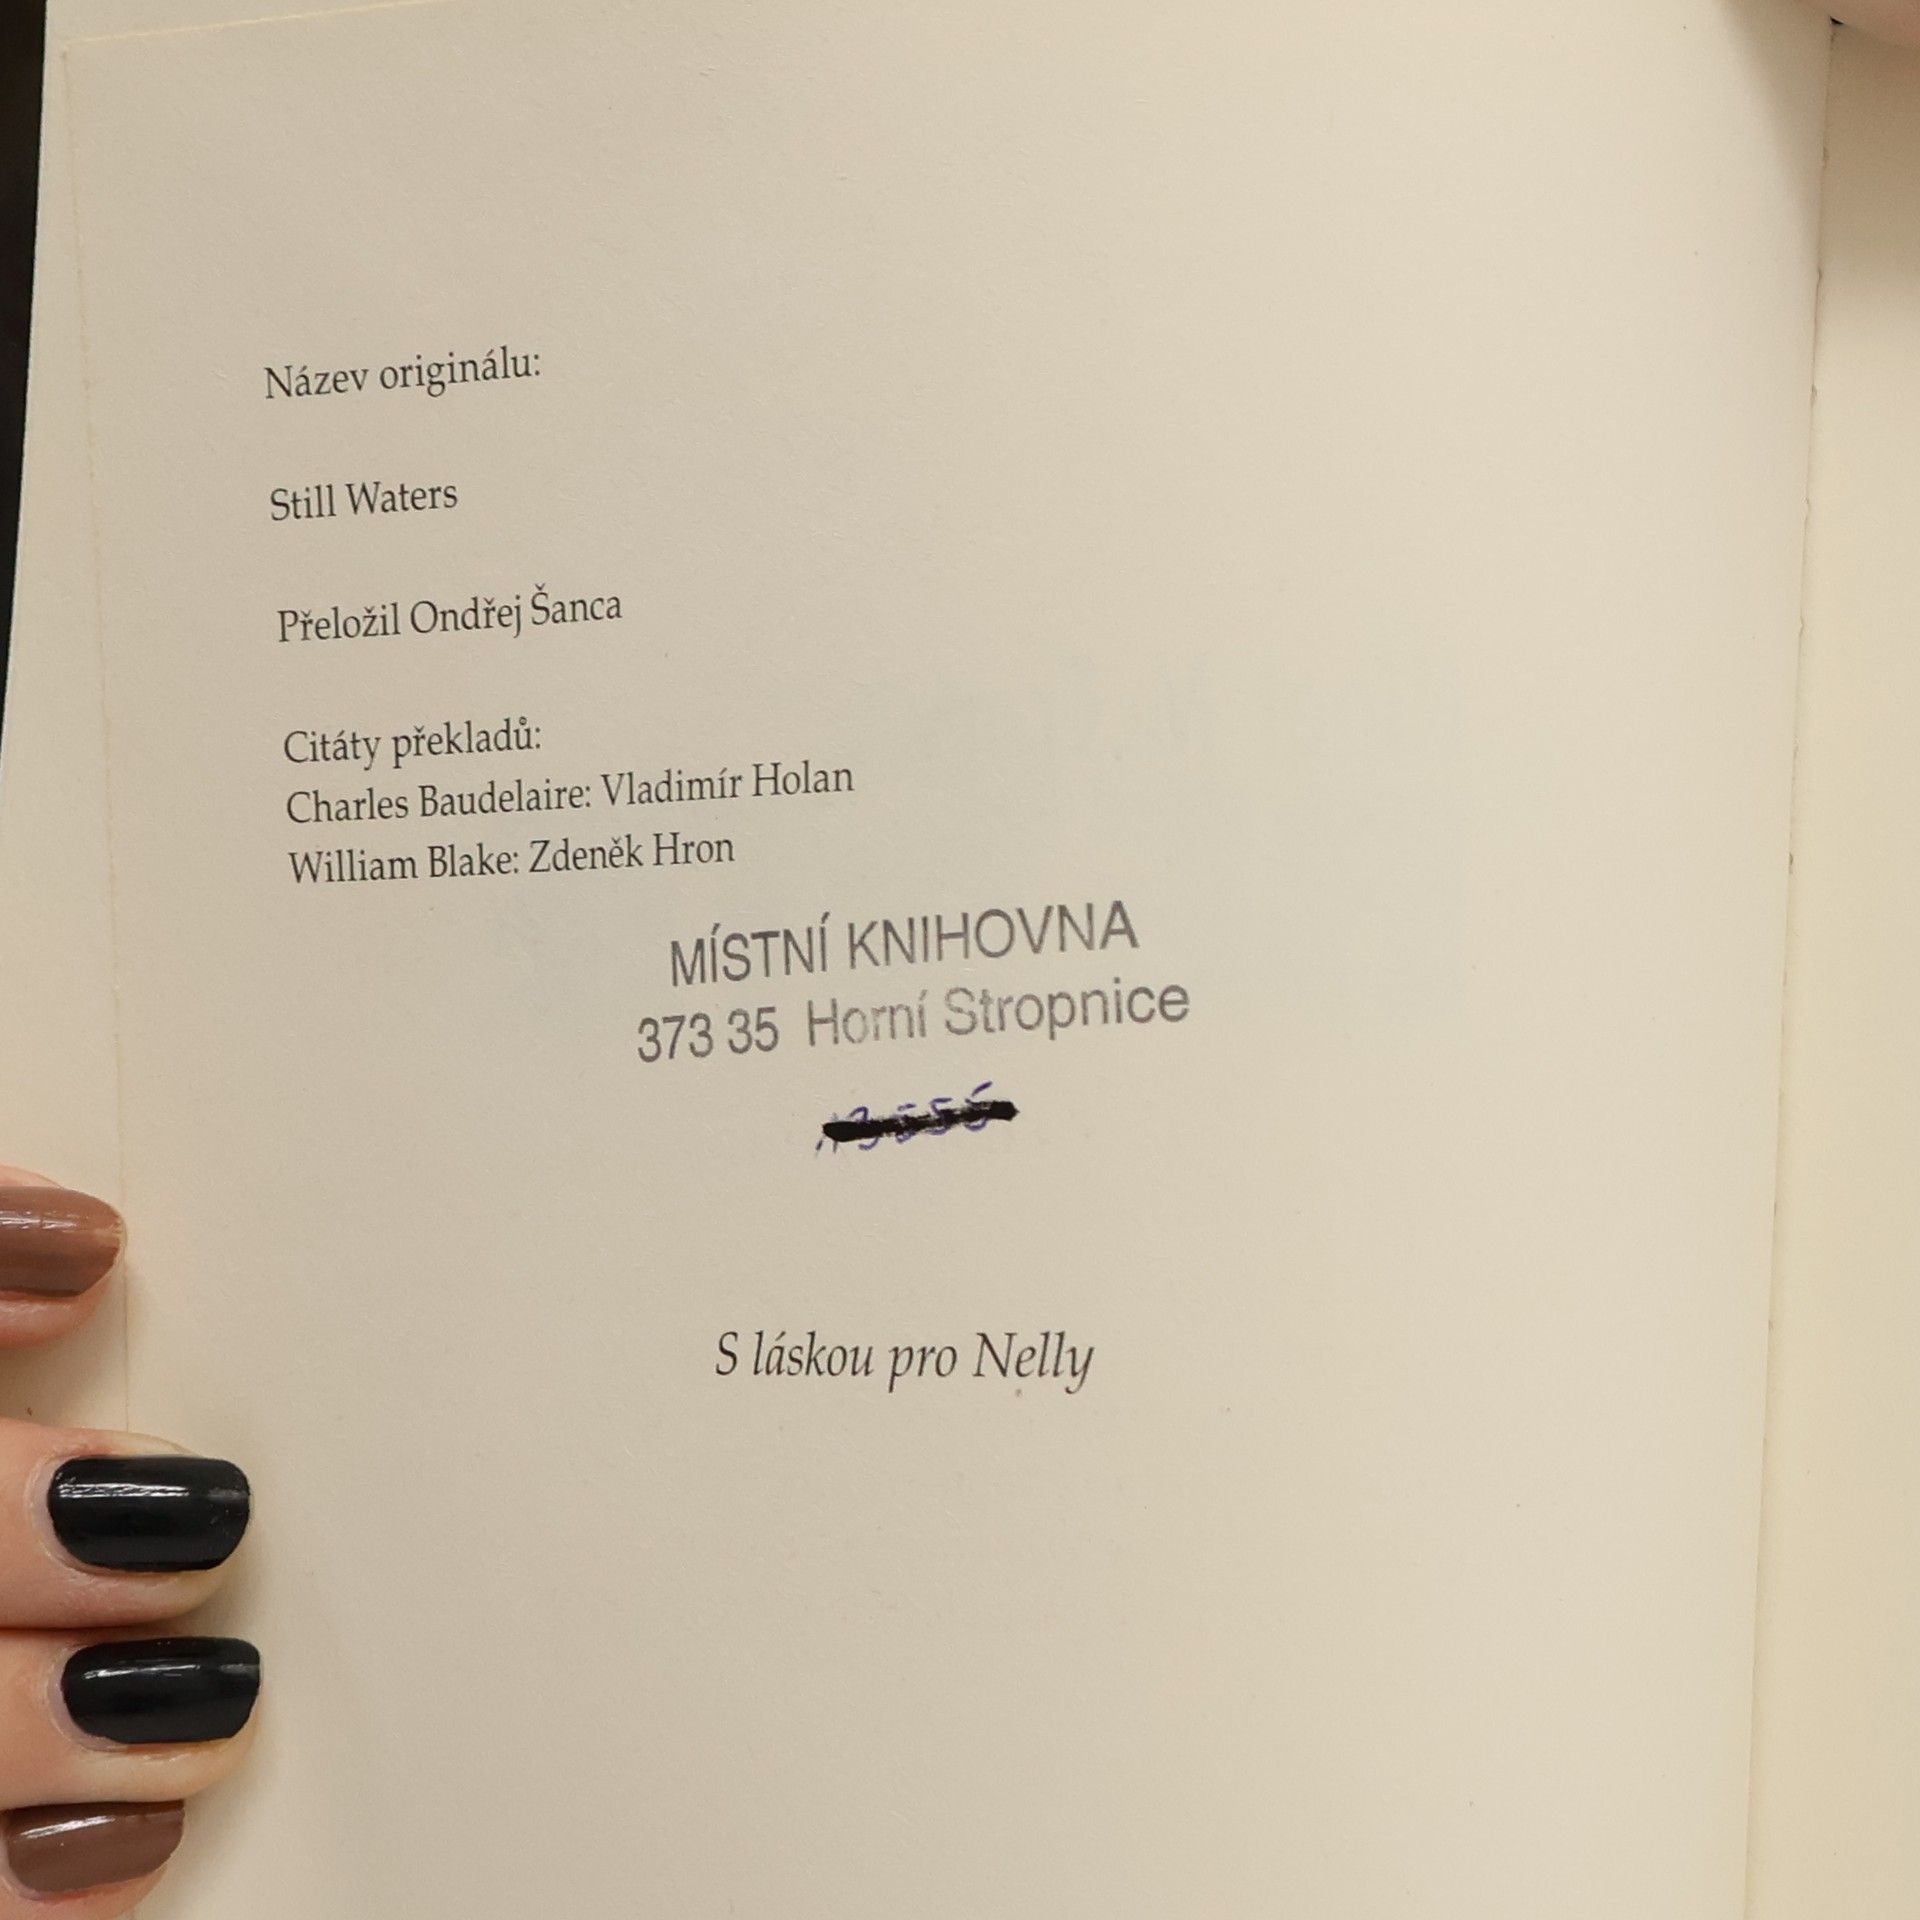 Název originálu:
Still Waters
Přeložil Ondřej Šanca
Citáty překladů:
Charles Baudelaire: Vladimír Holan
William Blake: Zdeněk Hron
MÍSTNÍ KNIHOVNA
373 35 Horní Stropnice
S láskou pro Nelly